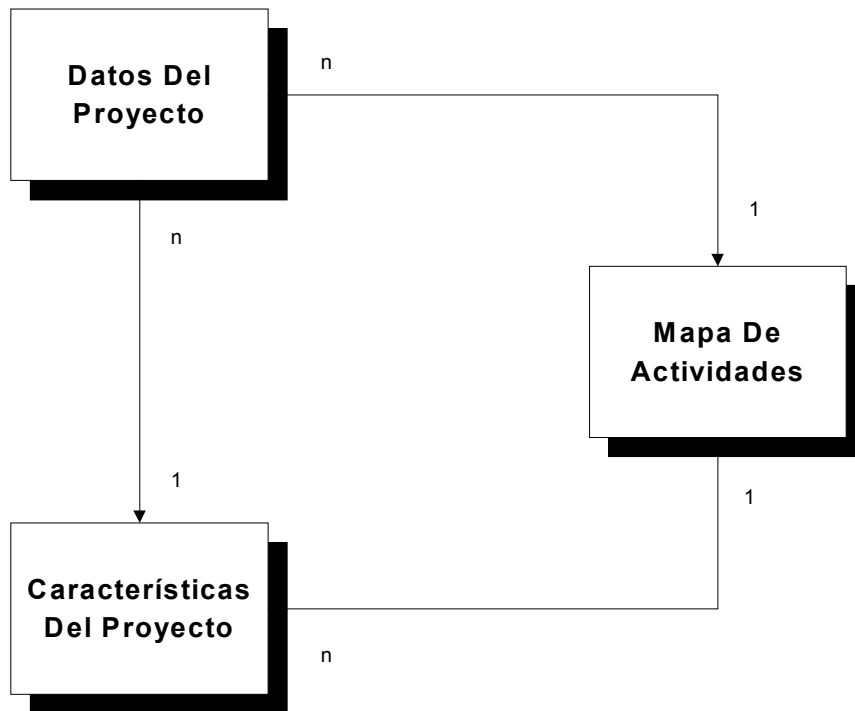 Datos Del
Proyecto
n
n
1
Mapa De
Actividades
1
1
Características
Del Proyecto
n